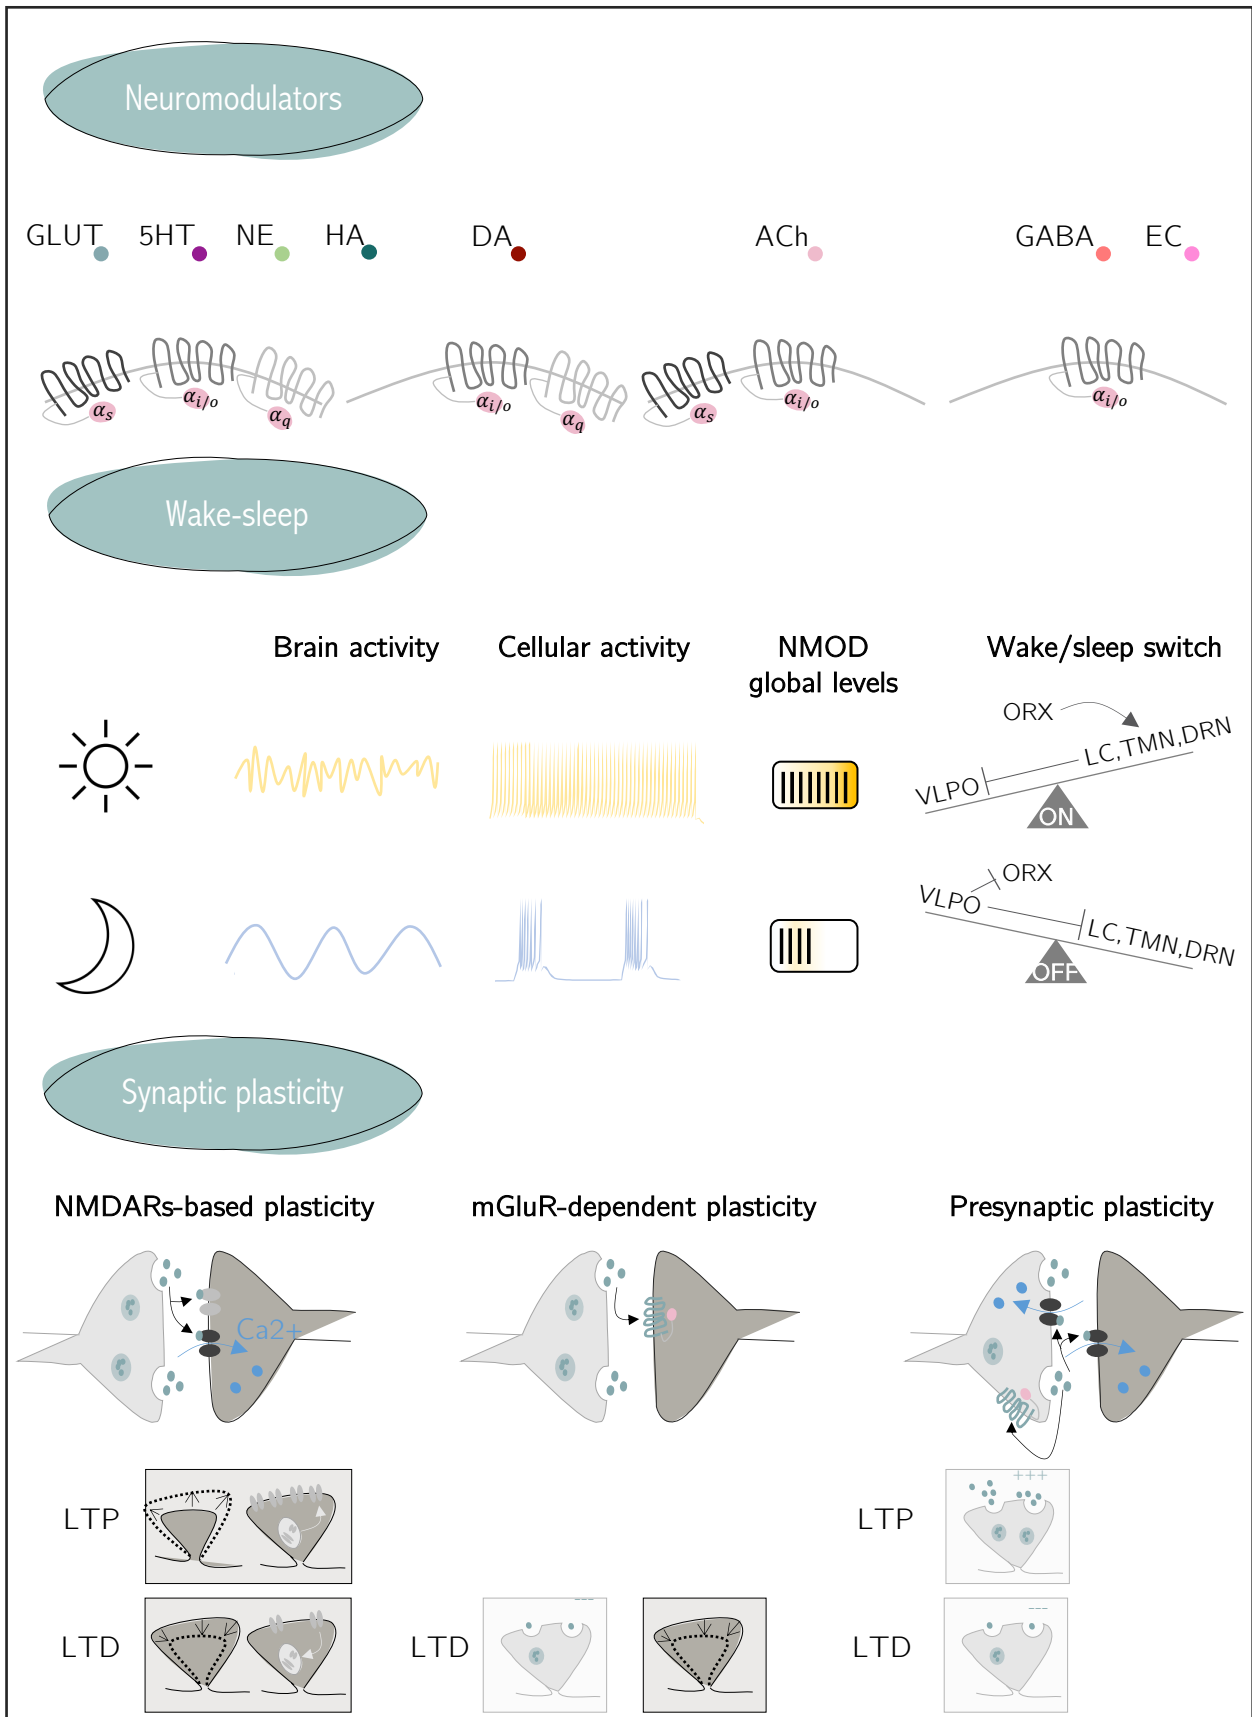 Neuromodulators
GLUT 5HT NE HA DA ACh GABA EC
αs αi/o αq αi/o αq αs αi/o αi/o
Wake-sleep
Brain activity Cellular activity NMOD global levels Wake/sleep switch
ORX
LC,TMN,DRN
VLPO
ON
ORX
VLPO
LC,TMN,DRN
OFF
Synaptic plasticity
NMDARs-based plasticity mGluR-dependent plasticity Presynaptic plasticity
Ca2+
+++
LTP LTP
--- ---
LTD LTD LTD